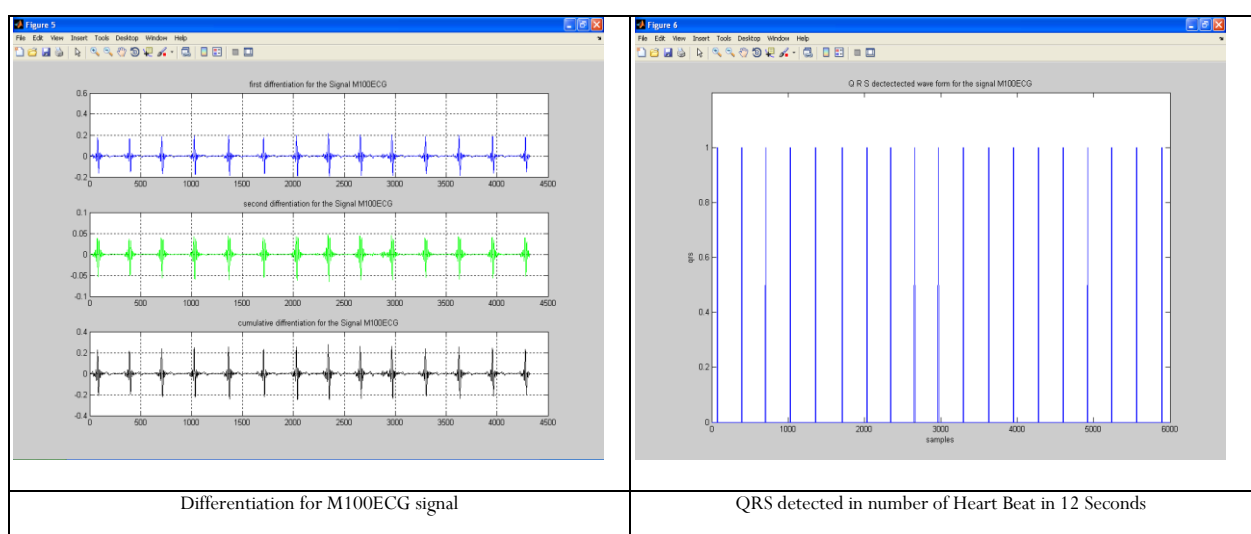 Figure 5
File Edit View Insert Tools Desktop Window Help
first diffrentiation for the Signal M100ECG
0.6
0.4
0.2
0
-0.2
0 500 1000 1500 2000 2500 3000 3500 4000 4500
second diffrentiation for the Signal M100ECG
0.1
0.05
0
-0.05
-0.1
0 500 1000 1500 2000 2500 3000 3500 4000 4500
cumulative diffrentiation for the Signal M100ECG
0.4
0.2
0
-0.2
-0.4
0 500 1000 1500 2000 2500 3000 3500 4000 4500
Differentiation for M100ECG signal
Figure 6
File Edit View Insert Tools Desktop Window Help
Q R S dectectected wave form for the signal M100ECG
1
0.8
0.6
0.4
0.2
0
qrs
0 1000 2000 3000 4000 5000 6000
samples
QRS detected in number of Heart Beat in 12 Seconds